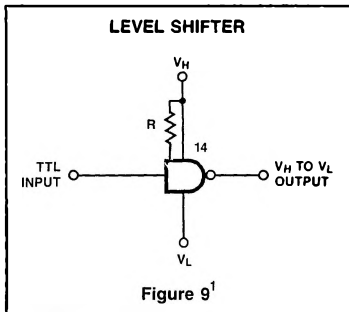 LEVEL SHIFTER
V_H
R
14
TTL
INPUT
V_H TO V_L
OUTPUT
V_L
Figure 9¹